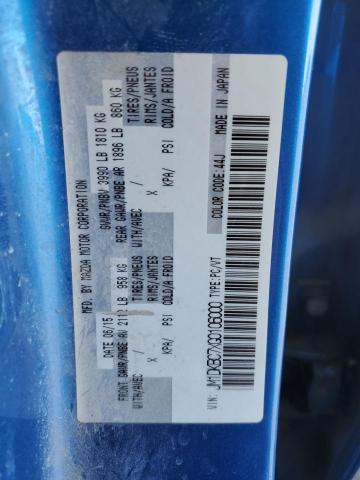 MFD. BY MAZDA MOTOR CORPORATION
DATE 06/15 GVWR/PNBV 3990 LB 1810 KG
FRONT GAWR/PNBE AV 2112 LB 958 KG REAR GAWR/PNBE AR 1896 LB 860 KG
WITH/AVEC TIRES/PNEUS WITH/AVEC TIRES/PNEUS
/ X RIMS/JANTES / X RIMS/JANTES
KPA/ PSI COLD/A FROID KPA/ PSI COLD/A FROID
VIN: JM1DKBC7XG0106000 TYPE:PC/VT
COLOR CODE:44J MADE IN JAPAN